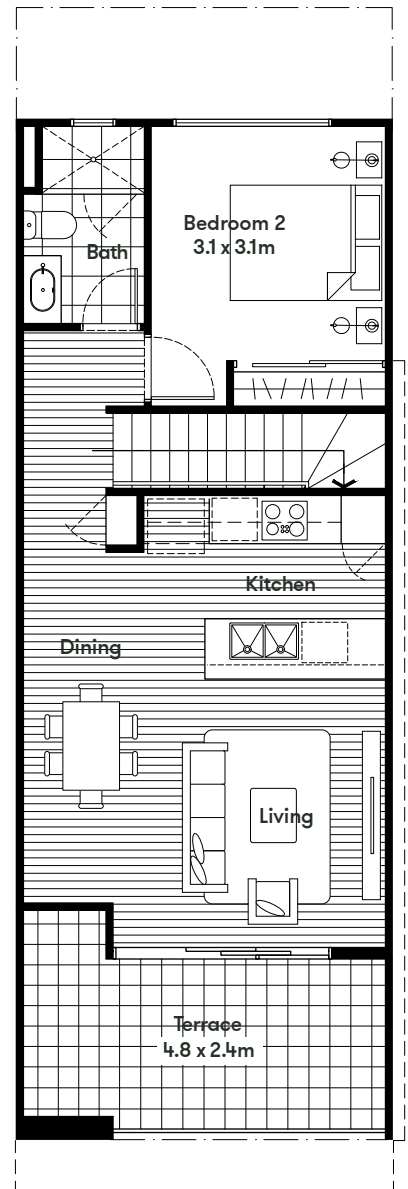 Bedroom 2
3.1 x 3.1m
Bath
Kitchen
Dining
Living
Terrace
4.8 x 2.4m